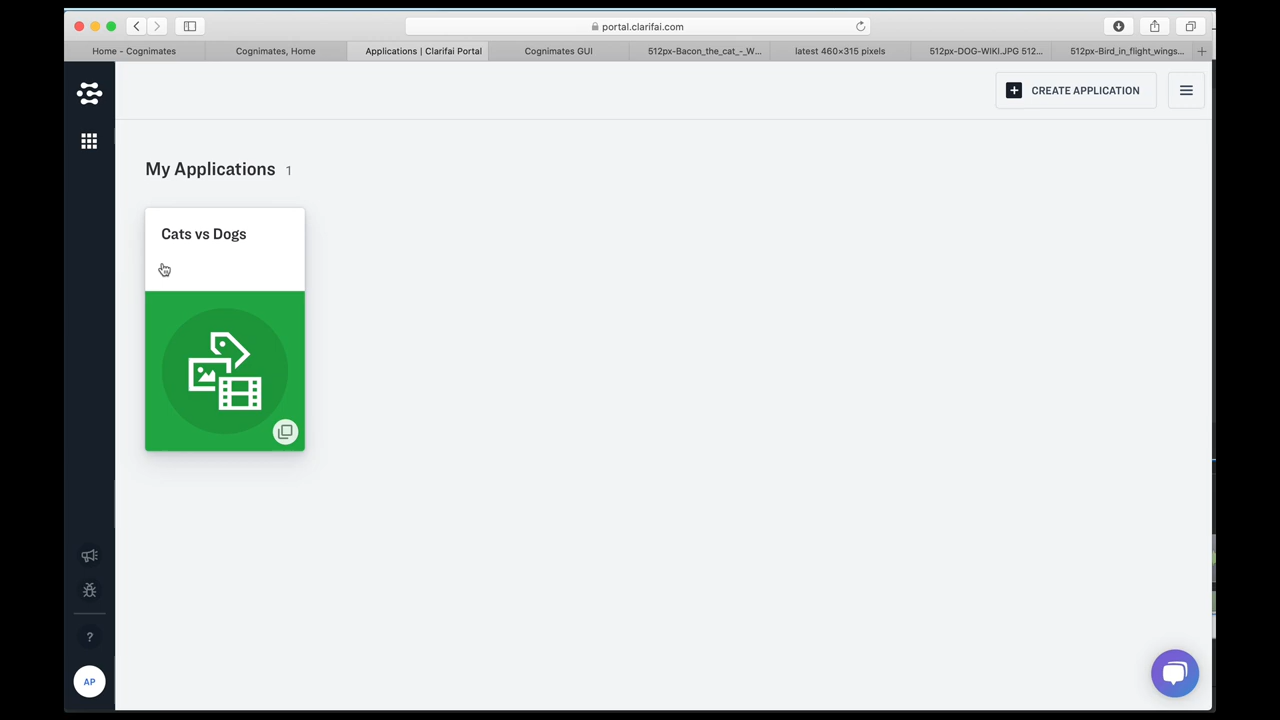 portal.clarifai.com
Home - Cognimates
Cognimates, Home
Applications | Clarifai Portal
Cognimates GUI
512px-Bacon_the_cat_-_W...
latest 460×315 pixels
512px-DOG-WIKI.JPG 512...
512px-Bird_in_flight_wings...
CREATE APPLICATION
My Applications 1
Cats vs Dogs
?
AP